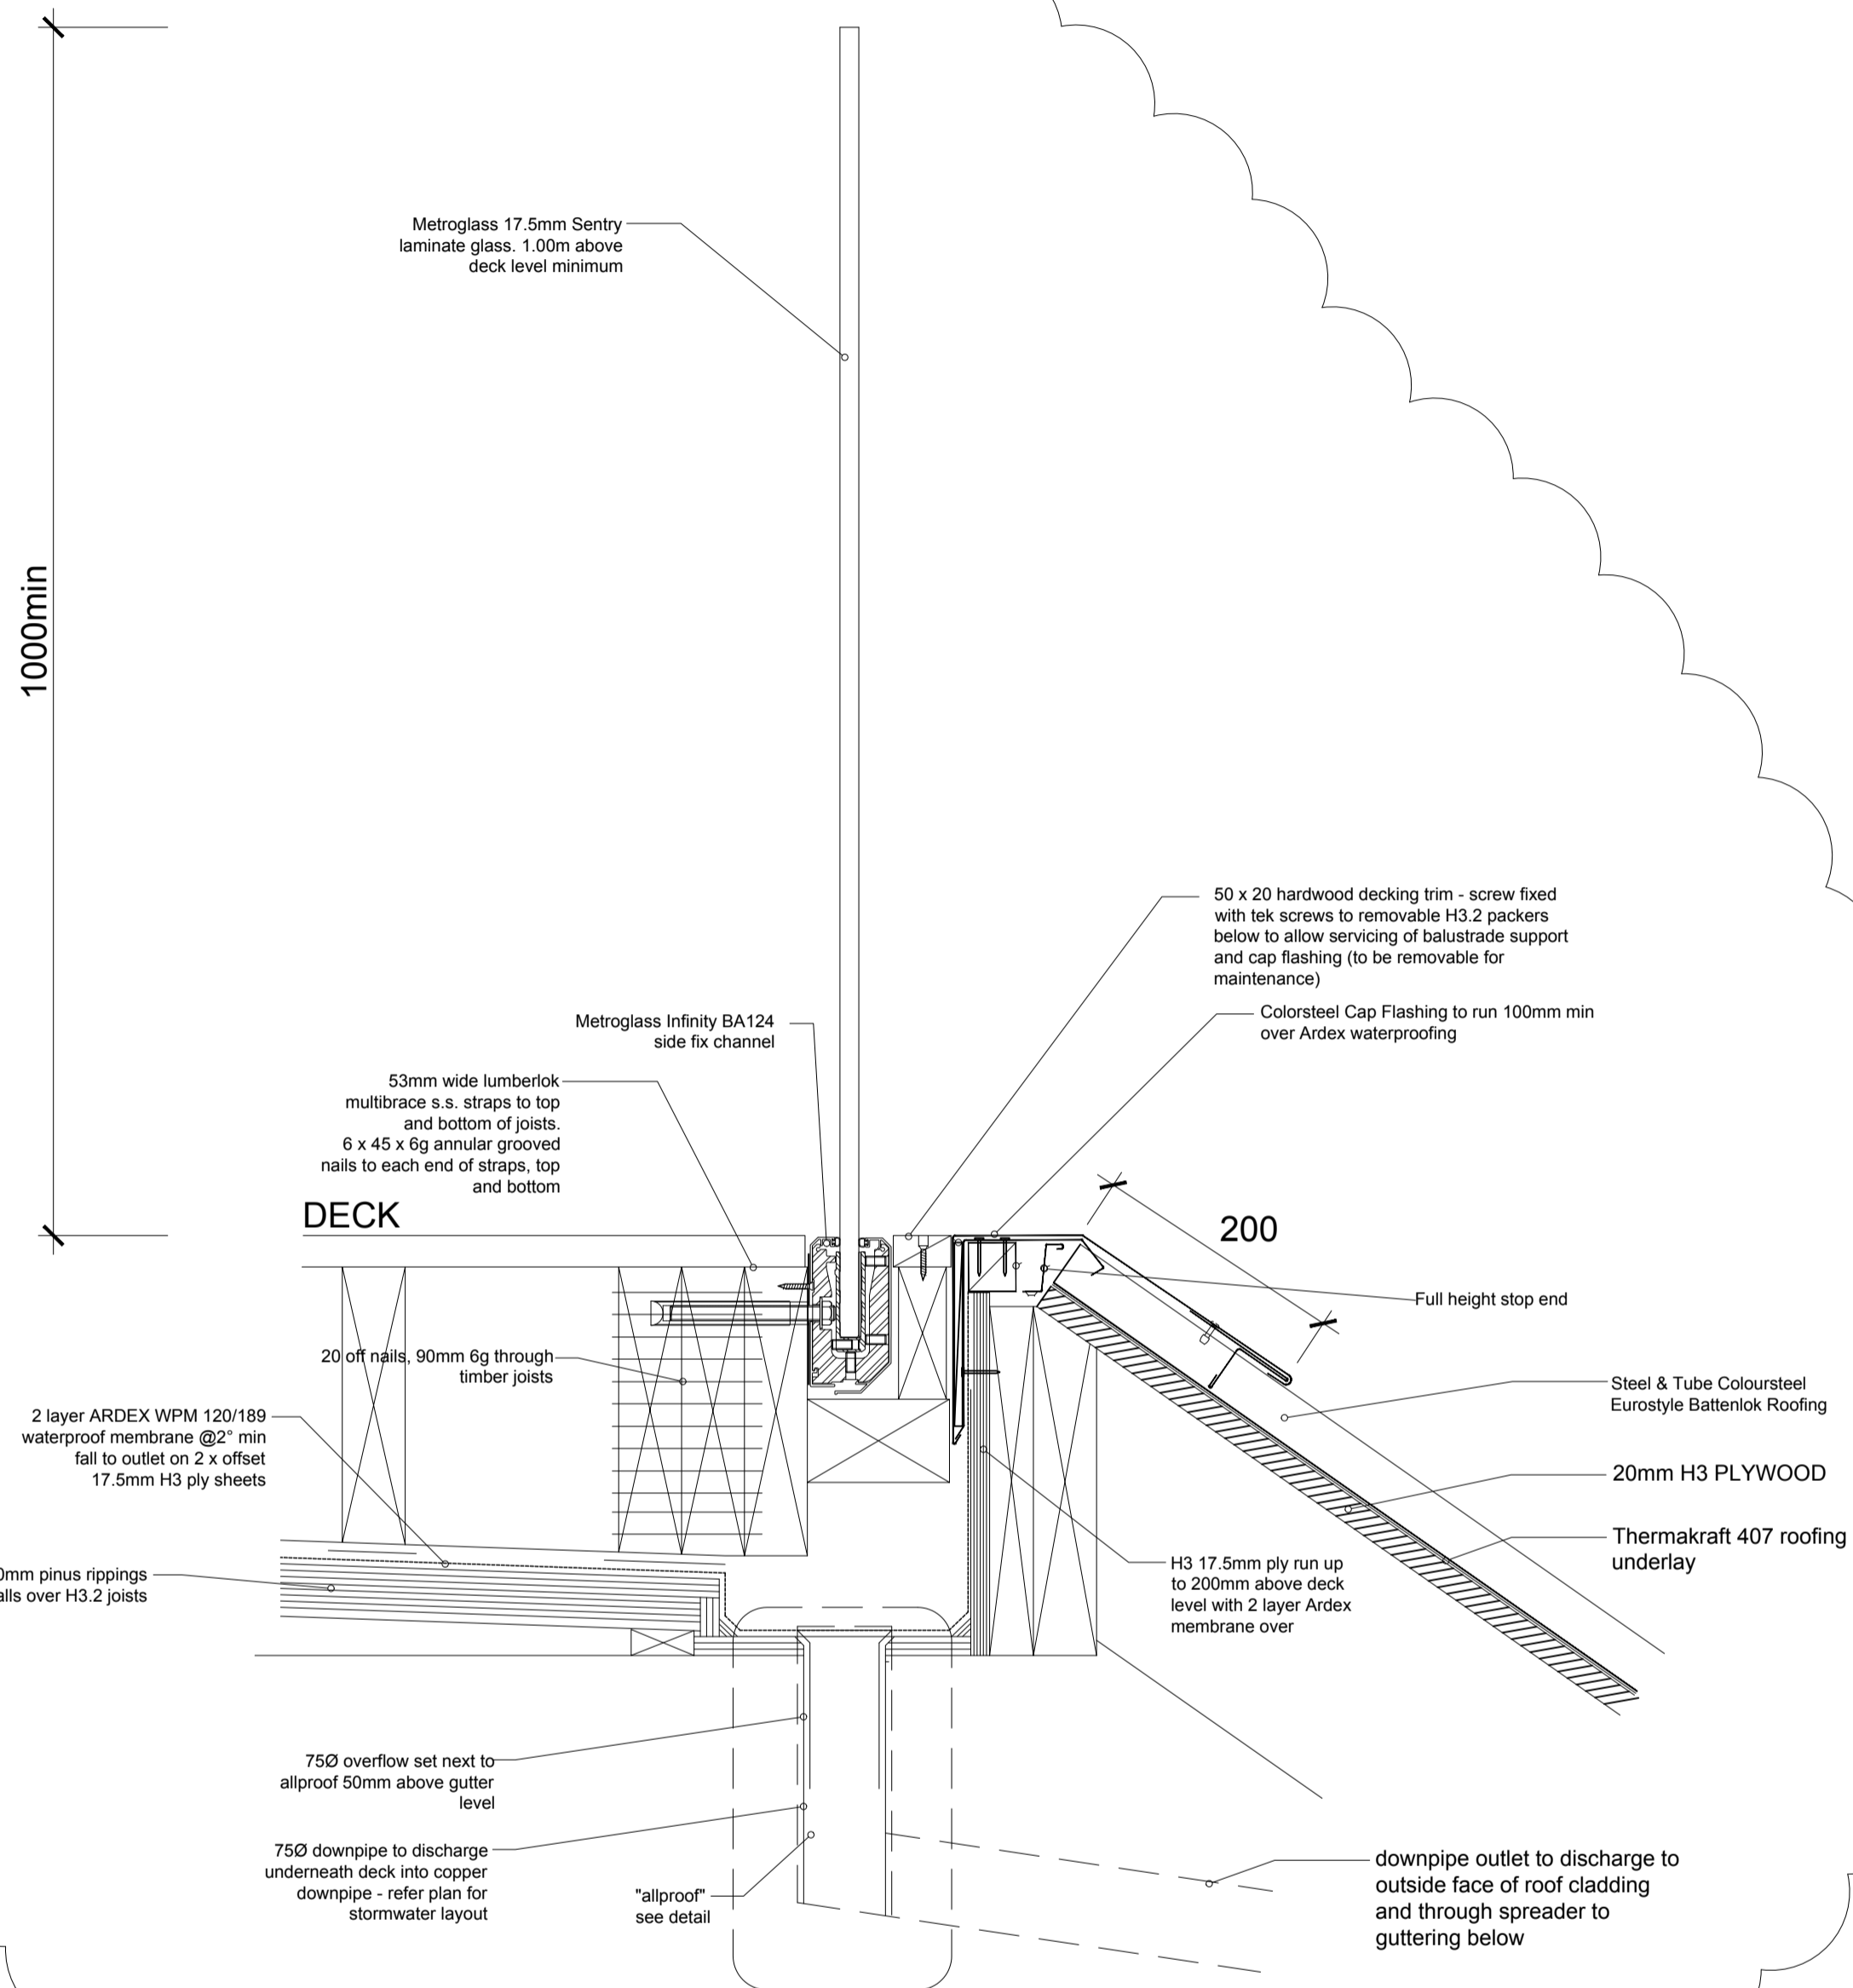 Metroglass 17.5mm Sentry
laminate glass. 1.00m above
deck level minimum
1000min
50 x 20 hardwood decking trim - screw fixed
with tek screws to removable H3.2 packers
below to allow servicing of balustrade support
and cap flashing (to be removable for
maintenance)
Metroglass Infinity BA124
side fix channel
Colorsteel Cap Flashing to run 100mm min
over Ardex waterproofing
53mm wide lumberlok
multibrace s.s. straps to top
and bottom of joists.
6 x 45 x 6g annular grooved
nails to each end of straps, top
and bottom
DECK
200
Full height stop end
20 off nails, 90mm 6g through
timber joists
Steel & Tube Coloursteel
Eurostyle Battenlok Roofing
2 layer ARDEX WPM 120/189
waterproof membrane @2° min
fall to outlet on 2 x offset
17.5mm H3 ply sheets
20mm H3 PLYWOOD
Thermakraft 407 roofing
underlay
0mm pinus rippings
alls over H3.2 joists
H3 17.5mm ply run up
to 200mm above deck
level with 2 layer Ardex
membrane over
75Ø overflow set next to
allproof 50mm above gutter
level
75Ø downpipe to discharge
underneath deck into copper
downpipe - refer plan for
stormwater layout
"allproof"
see detail
downpipe outlet to discharge to
outside face of roof cladding
and through spreader to
guttering below